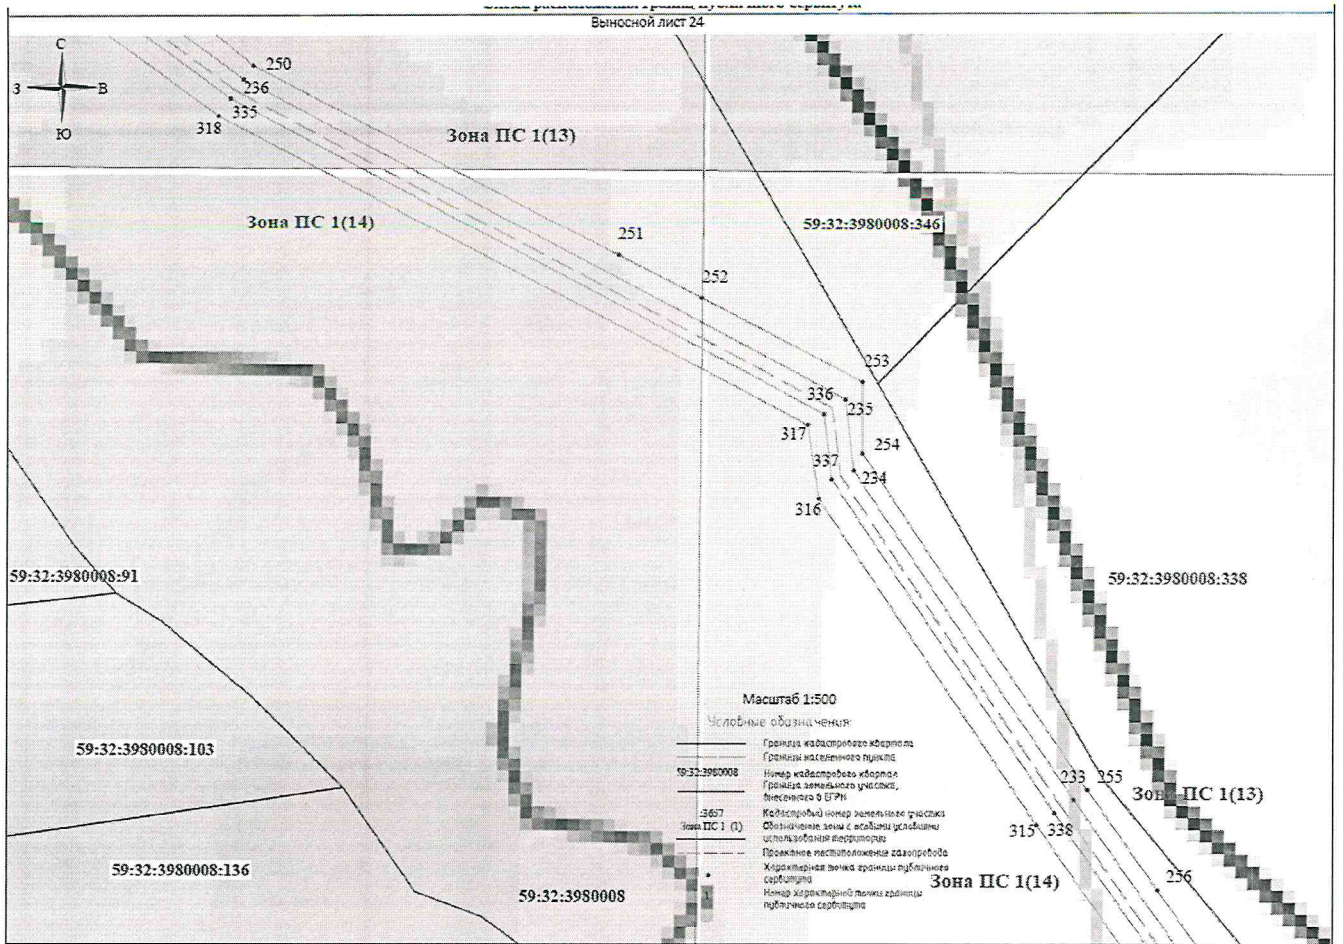 Выносной лист 24
С
З
В
Ю
250
236
335
318
Зона ПС 1(13)
Зона ПС 1(14)
59:32:3980008:346
251
252
253
336
235
317
254
337
234
316
59:32:3980008:91
59:32:3980008:338
Масштаб 1:500
Условные обозначения:
59:32:3980008:103
Граница кадастрового квартала
Границы населенного пункта
59:32:3980008
Номер кадастрового квартал
Граница земельного участка,
внесенного в ЕГРН
233
255
Зона ПС 1(13)
:3657
Кадастровый номер земельного участка
Зона ПС 1 (1)
Обозначение зоны с особыми условиями
использования территории
315
338
Проектное местоположение газопровода
59:32:3980008:136
Характерная точка границы публичного
сервитута
256
Зона ПС 1(14)
59:32:3980008
1
Номер характерной точки границы
публичного сервитута